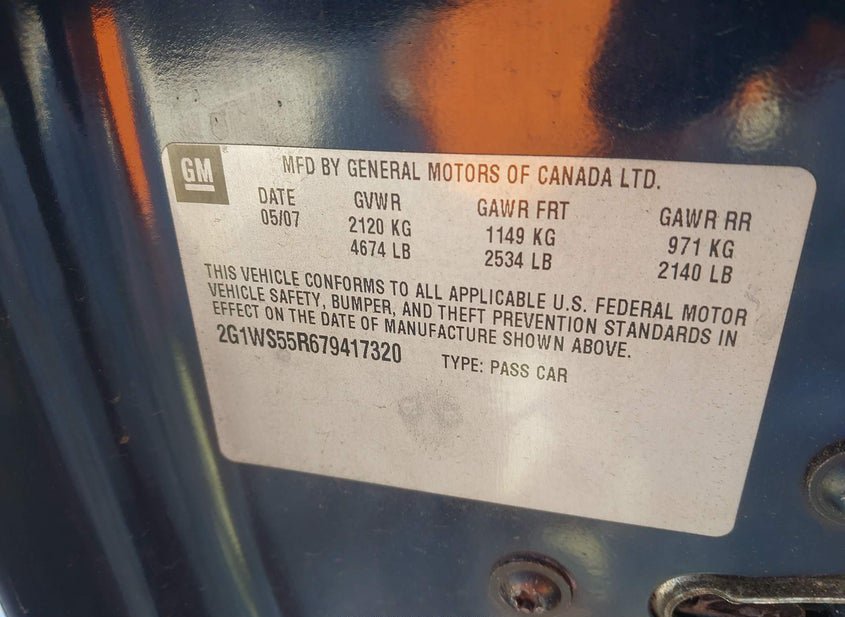 GM
MFD BY GENERAL MOTORS OF CANADA LTD.
DATE GVWR GAWR FRT GAWR RR
05/07 2120 KG 1149 KG 971 KG
4674 LB 2534 LB 2140 LB
THIS VEHICLE CONFORMS TO ALL APPLICABLE U.S. FEDERAL MOTOR
VEHICLE SAFETY, BUMPER, AND THEFT PREVENTION STANDARDS IN
EFFECT ON THE DATE OF MANUFACTURE SHOWN ABOVE.
2G1WS55R679417320 TYPE: PASS CAR